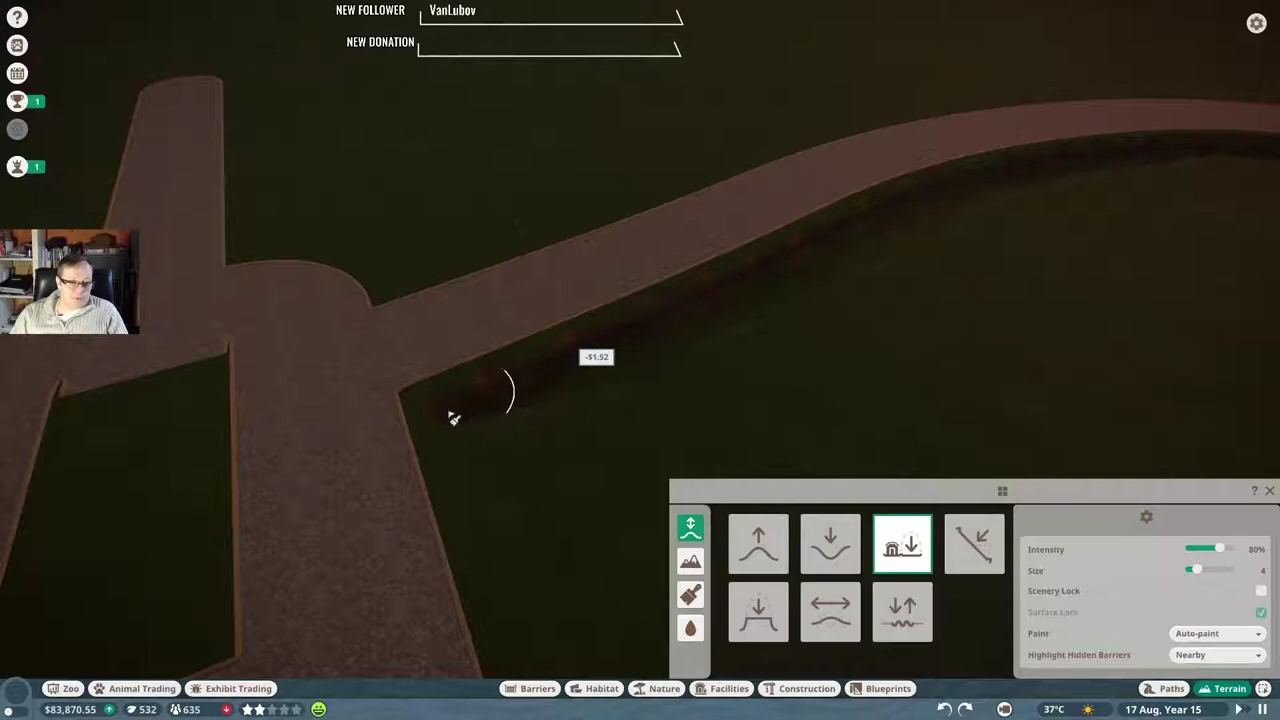 NEW FOLLOWER VanLubov
NEW DONATION
1
1
-$1.52
?
Intensity 80%
Size 4
Scenery Lock
Surface Lock
Paint Auto-paint
Highlight Hidden Barriers Nearby
Zoo Animal Trading Exhibit Trading Barriers Habitat Nature Facilities Construction Blueprints Paths Terrain
$83,870.55 532 635 37°C 17 Aug, Year 15